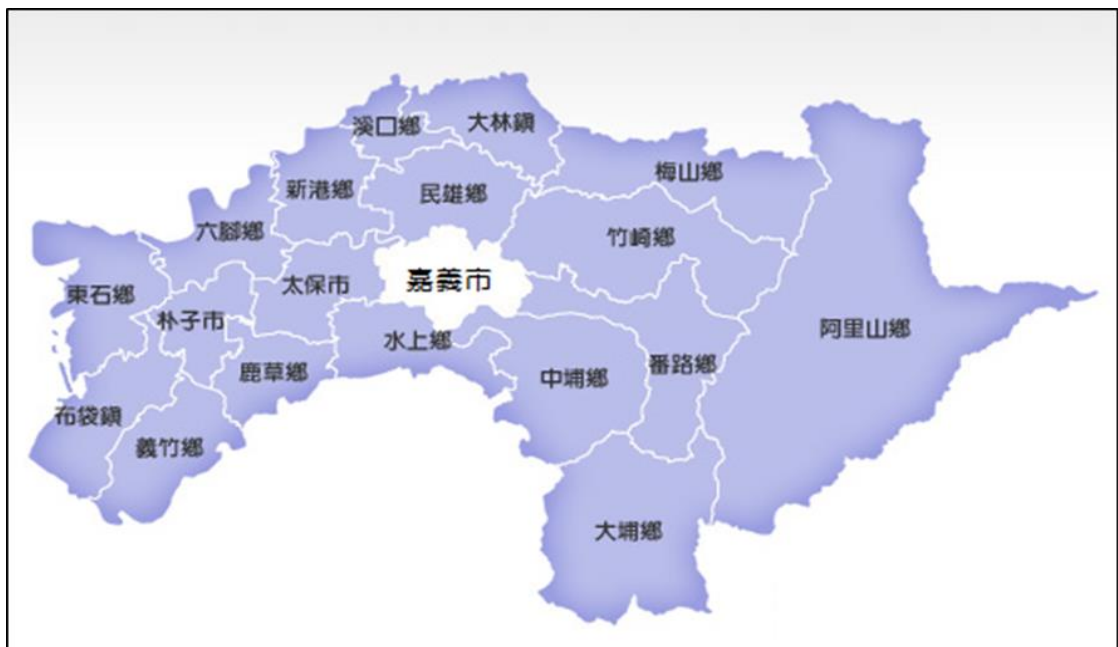 溪口鄉
大林鎮
梅山鄉
新港鄉
民雄鄉
六腳鄉
竹崎鄉
太保市
嘉義市
東石鄉
朴子市
阿里山鄉
水上鄉
鹿草鄉
中埔鄉
番路鄉
布袋鎮
義竹鄉
大埔鄉